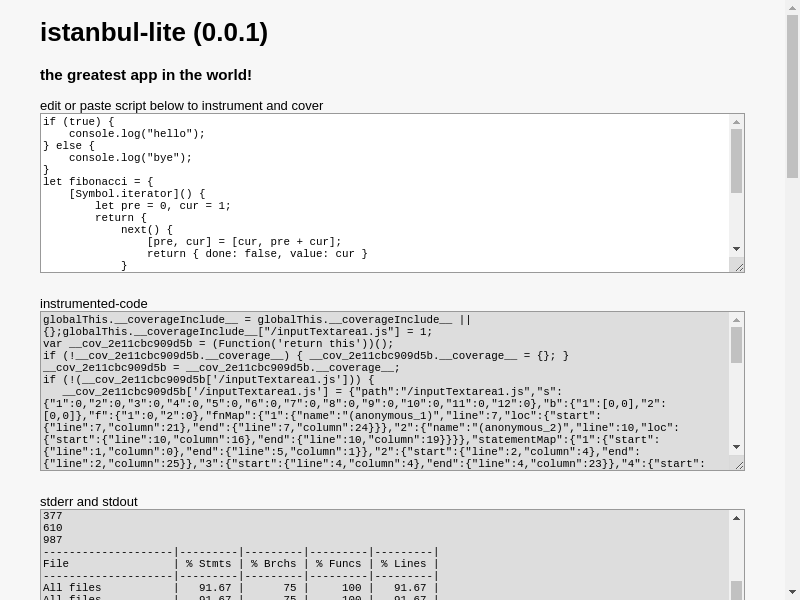 istanbul-lite (0.0.1)
the greatest app in the world!
edit or paste script below to instrument and cover
if (true) {
    console.log("hello");
} else {
    console.log("bye");
}
let fibonacci = {
    [Symbol.iterator]() {
        let pre = 0, cur = 1;
        return {
            next() {
                [pre, cur] = [cur, pre + cur];
                return { done: false, value: cur }
            }
instrumented-code
globalThis.__coverageInclude__ = globalThis.__coverageInclude__ ||
{};globalThis.__coverageInclude__["/inputTextarea1.js"] = 1;
var __cov_2e11cbc909d5b = (Function('return this'))();
if (!__cov_2e11cbc909d5b.__coverage__) { __cov_2e11cbc909d5b.__coverage__ = {}; }
__cov_2e11cbc909d5b = __cov_2e11cbc909d5b.__coverage__;
if (!(__cov_2e11cbc909d5b['/inputTextarea1.js'])) {
   __cov_2e11cbc909d5b['/inputTextarea1.js'] = {"path":"/inputTextarea1.js","s":
{"1":0,"2":0,"3":0,"4":0,"5":0,"6":0,"7":0,"8":0,"9":0,"10":0,"11":0,"12":0},"b":{"1":[0,0],"2":
[0,0]},"f":{"1":0,"2":0},"fnMap":{"1":{"name":"(anonymous_1)","line":7,"loc":{"start":
{"line":7,"column":21},"end":{"line":7,"column":24}}},"2":{"name":"(anonymous_2)","line":10,"loc":
{"start":{"line":10,"column":16},"end":{"line":10,"column":19}}}},"statementMap":{"1":{"start":
{"line":1,"column":0},"end":{"line":5,"column":1}},"2":{"start":{"line":2,"column":4},"end":
{"line":2,"column":25}},"3":{"start":{"line":4,"column":4},"end":{"line":4,"column":23}},"4":{"start":
stderr and stdout
377
610
987
--------------------|---------|---------|---------|---------|
File                | % Stmts | % Brchs | % Funcs | % Lines |
--------------------|---------|---------|---------|---------|
All files           |   91.67 |      75 |     100 |   91.67 |
All files           |   91.67 |      75 |     100 |   91.67 |